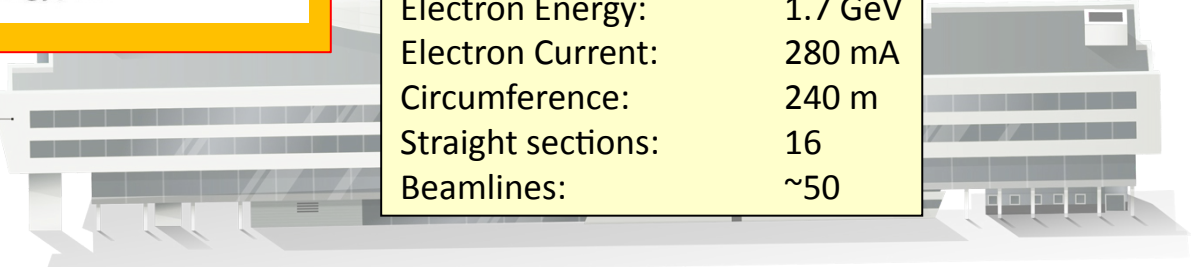 Electron Energy: 1.7 GeV
Electron Current: 280 mA
Circumference: 240 m
Straight sections: 16
Beamlines: ~50